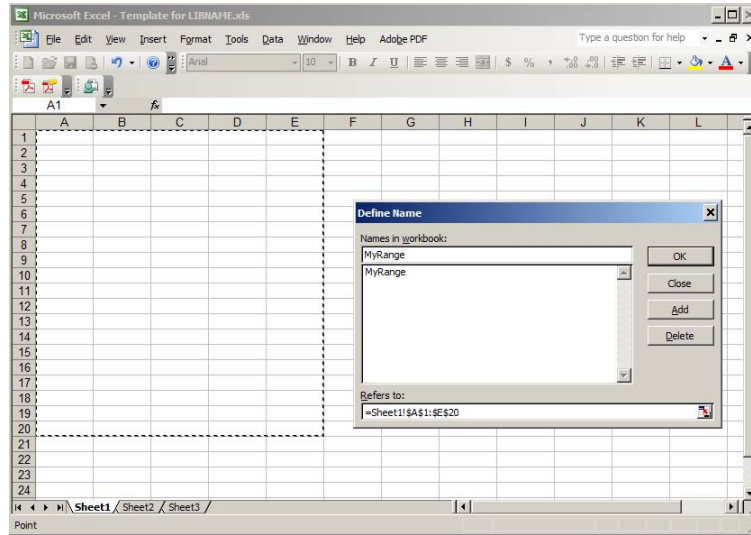 Microsoft Excel - Template for LIBNAME.xls
File Edit View Insert Format Tools Data Window Help Adobe PDF Type a question for help
Arial 10 B I U $ %
A1 fx
A B C D E F G H I J K L
1
2
3
4
5
6
7
8
9
10
11
12
13
14
15
16
17
18
19
20
21
22
23
24
Define Name
Names in workbook:
MyRange
OK
MyRange
Close
Add
Delete
Refers to:
=Sheet1!$A$1:$E$20
Sheet1 Sheet2 Sheet3
Point